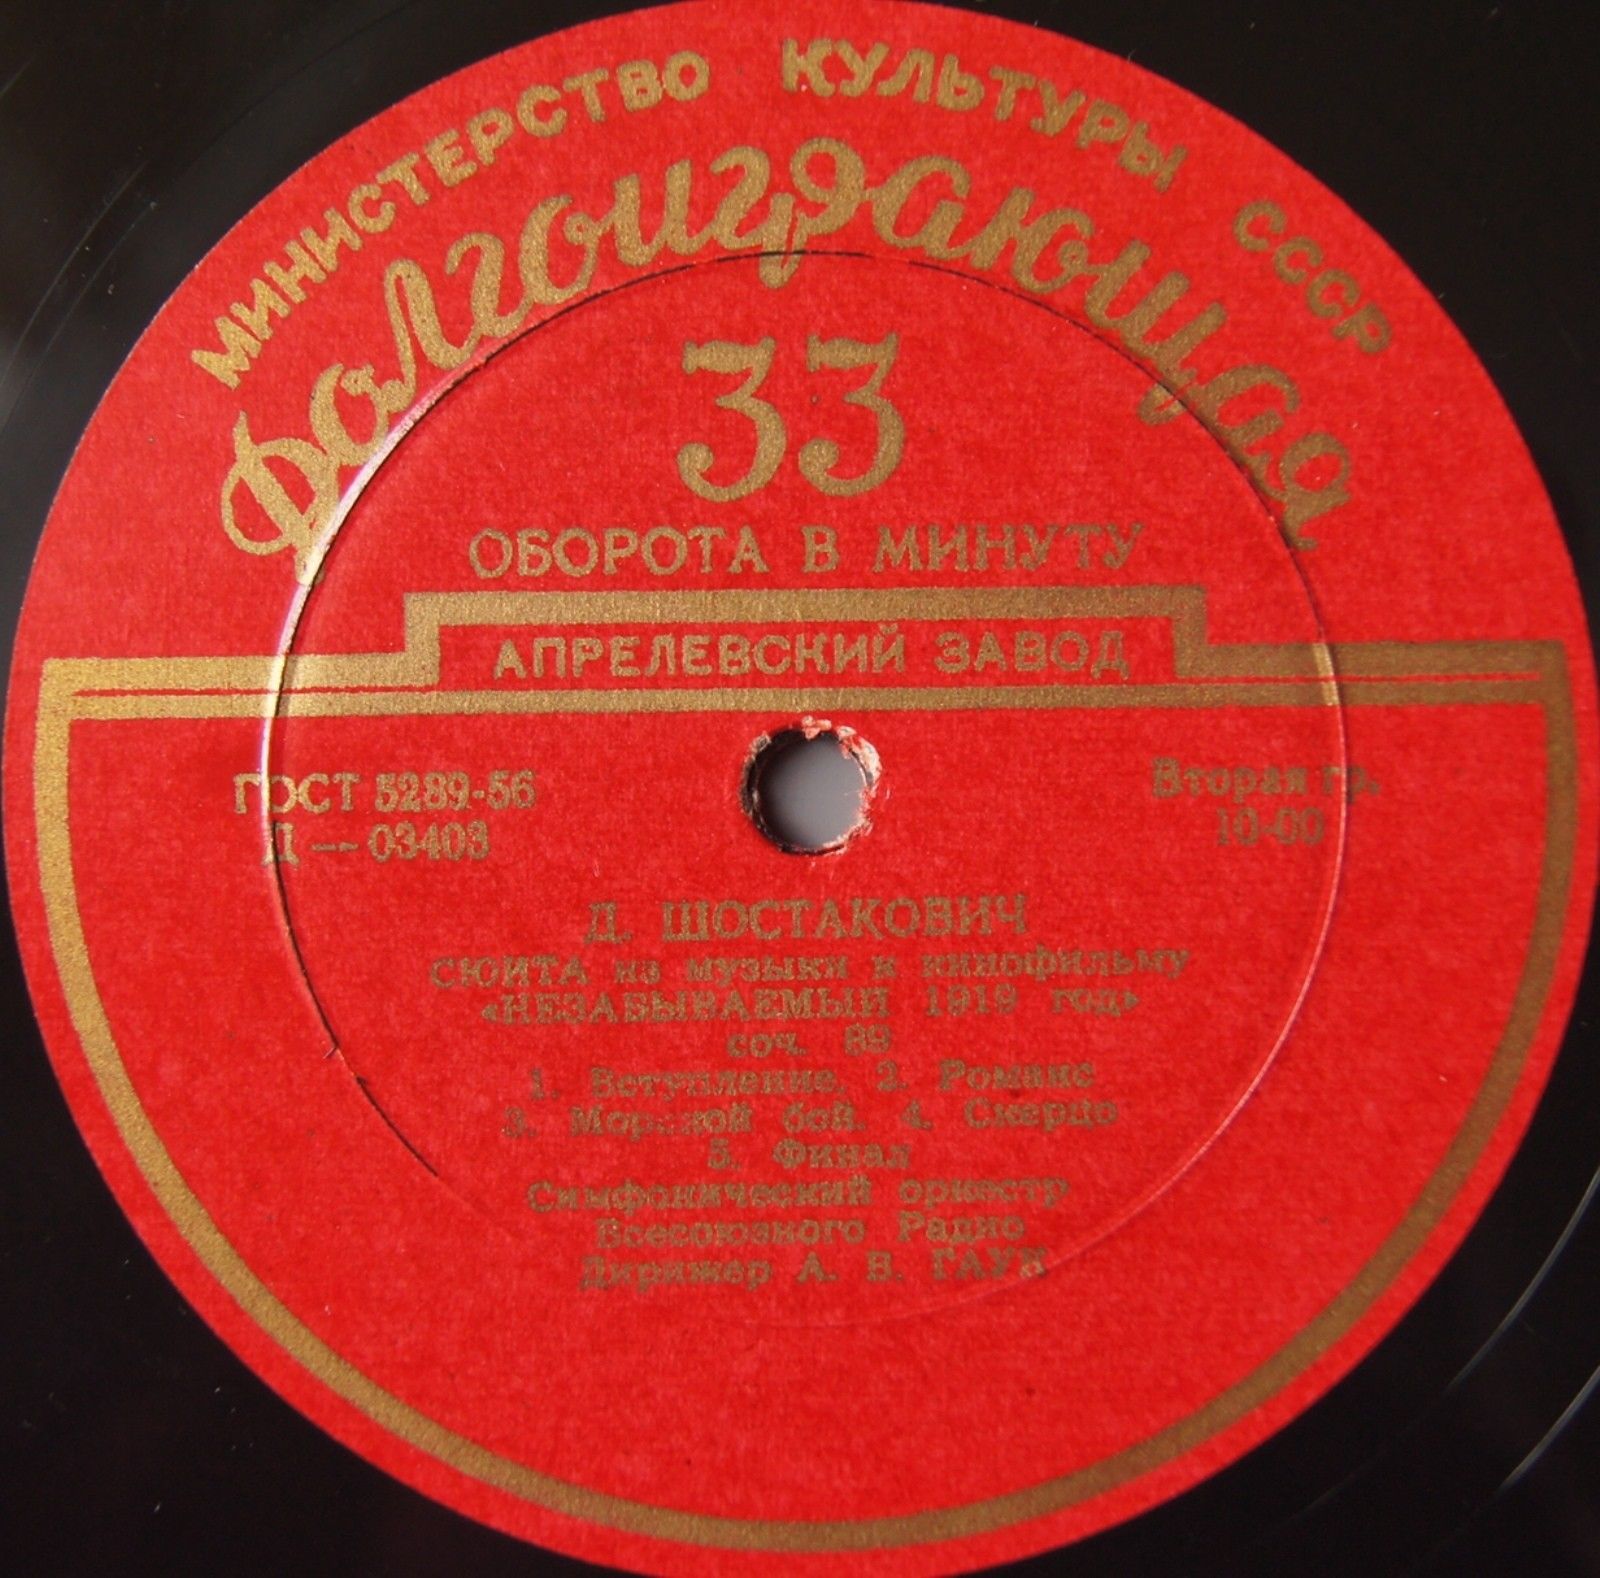 МИНИСТЕРСТВО КУЛЬТУРЫ СССР
Долгоиграющая
33
ОБОРОТА В МИНУТУ
АПРЕЛЕВСКИЙ ЗАВОД
ГОСТ 5289-56
Д — 03403
Вторая гр.
10-00
Д. ШОСТАКОВИЧ
СЮИТА из музыки к кинофильму
«НЕЗАБЫВАЕМЫЙ 1919 год»
соч. 89
1. Вступление, 2. Романс
3. Морской бой. 4. Скерцо
5. Финал
Симфонический оркестр
Всесоюзного Радио
Дирижер А. В. ГАУК